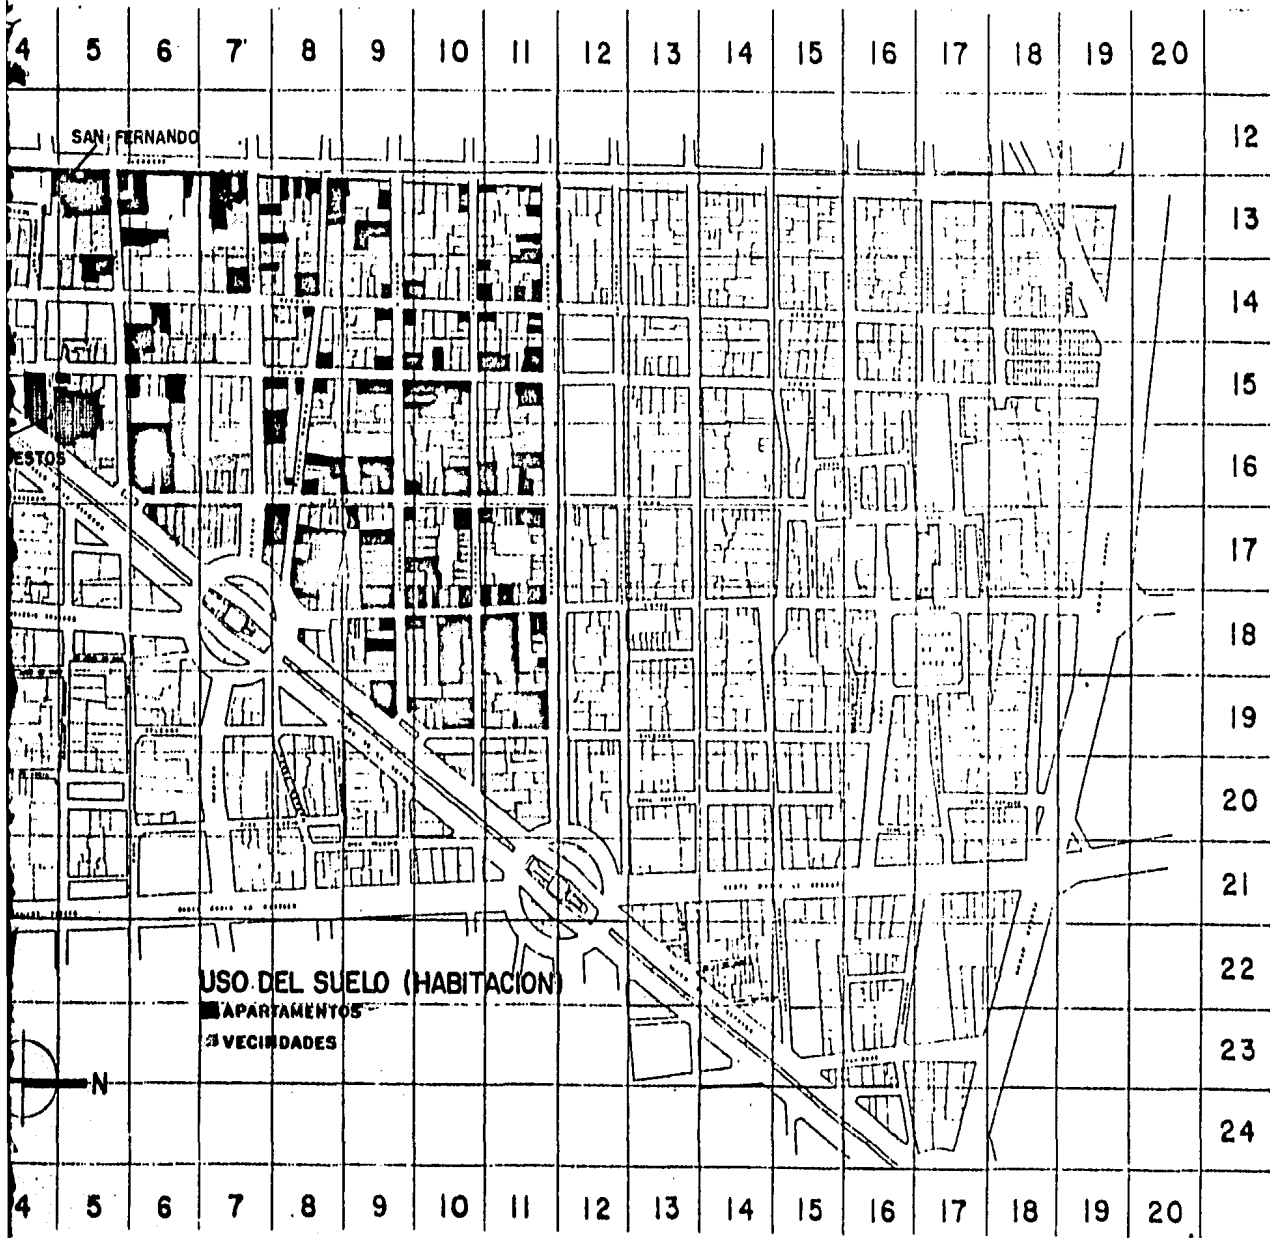 4 5 6 7 8 9 10 11 12 13 14 15 16 17 18 19 20
12
SAN FERNANDO
13
14
15
ESTOS
16
17
18
19
20
21
22
USO DEL SUELO (HABITACION)
APARTAMENTOS
VECINDADES
23
N
24
4 5 6 7 8 9 10 11 12 13 14 15 16 17 18 19 20